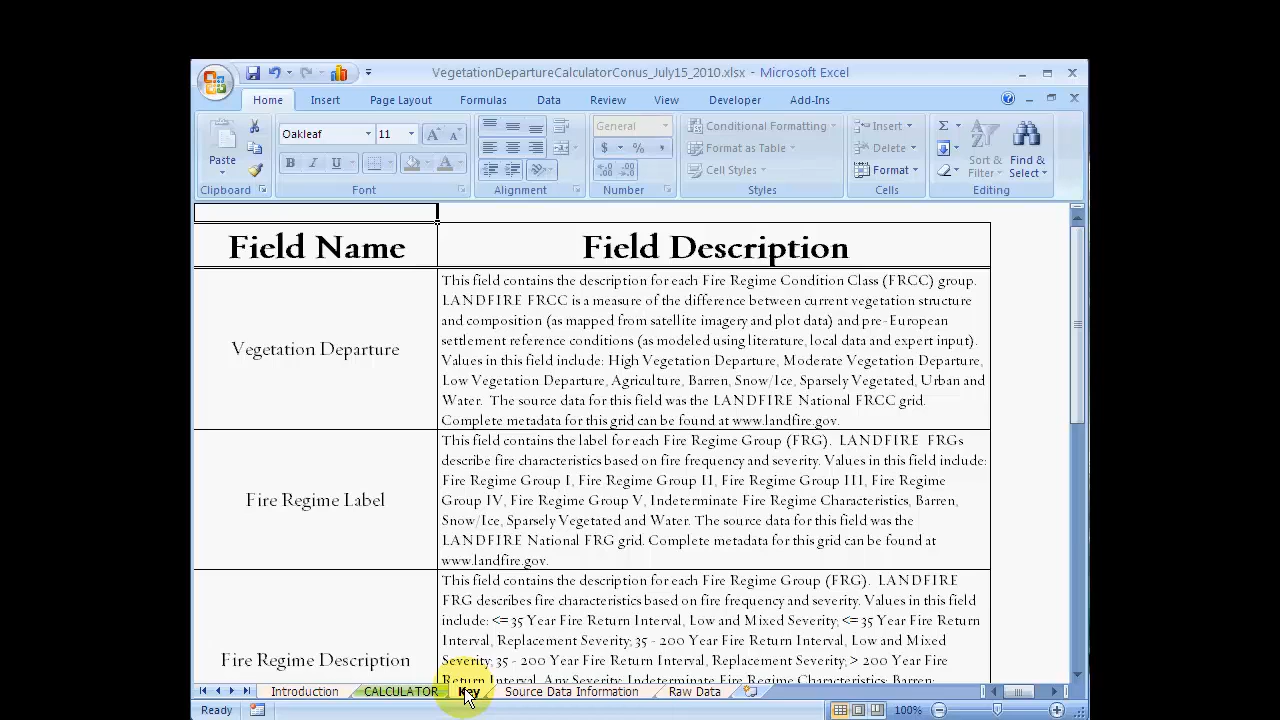 VegetationDepartureCalculatorConus_July15_2010.xlsx - Microsoft Excel
Home Insert Page Layout Formulas Data Review View Developer Add-Ins
Paste
Clipboard
Oakleaf 11
B I U
Font
Alignment
General
$ %
Number
Conditional Formatting
Format as Table
Cell Styles
Styles
Insert
Delete
Format
Cells
Sort & Filter
Find & Select
Editing
Field Name
Field Description
Vegetation Departure
This field contains the description for each Fire Regime Condition Class (FRCC) group.
LANDFIRE FRCC is a measure of the difference between current vegetation structure
and composition (as mapped from satellite imagery and plot data) and pre-European
settlement reference conditions (as modeled using literature, local data and expert input).
Values in this field include: High Vegetation Departure, Moderate Vegetation Departure,
Low Vegetation Departure, Agriculture, Barren, Snow/Ice, Sparsely Vegetated, Urban and
Water. The source data for this field was the LANDFIRE National FRCC grid.
Complete metadata for this grid can be found at www.landfire.gov.
Fire Regime Label
This field contains the label for each Fire Regime Group (FRG). LANDFIRE FRGs
describe fire characteristics based on fire frequency and severity. Values in this field include:
Fire Regime Group I, Fire Regime Group II, Fire Regime Group III, Fire Regime
Group IV, Fire Regime Group V, Indeterminate Fire Regime Characteristics, Barren,
Snow/Ice, Sparsely Vegetated and Water. The source data for this field was the
LANDFIRE National FRG grid. Complete metadata for this grid can be found at
www.landfire.gov.
Fire Regime Description
This field contains the description for each Fire Regime Group (FRG). LANDFIRE
FRG describes fire characteristics based on fire frequency and severity. Values in this field
include: <= 35 Year Fire Return Interval, Low and Mixed Severity; <= 35 Year Fire Return
Interval, Replacement Severity; 35 - 200 Year Fire Return Interval, Low and Mixed
Severity; 35 - 200 Year Fire Return Interval, Replacement Severity; > 200 Year Fire
Return Interval, Any Severity, Indeterminate Fire Regime Characteristics; Barren;
Introduction CALCULATOR Key Source Data Information Raw Data
Ready 100%